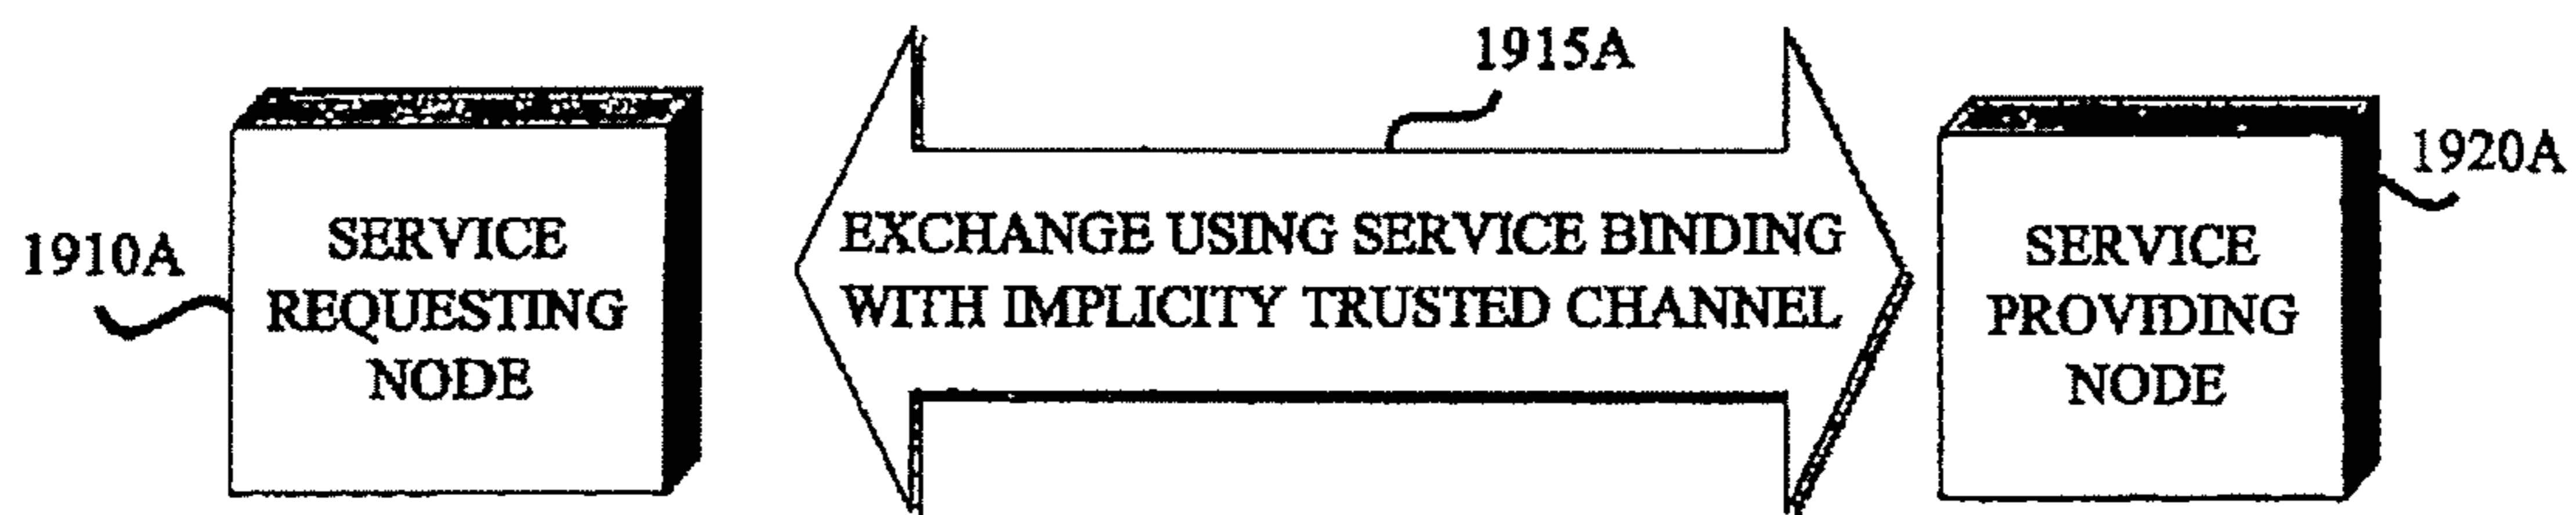 1915A
1920A
1910A
SERVICE
REQUESTING
NODE
EXCHANGE USING SERVICE BINDING
WITH IMPLICITY TRUSTED CHANNEL
SERVICE
PROVIDING
NODE